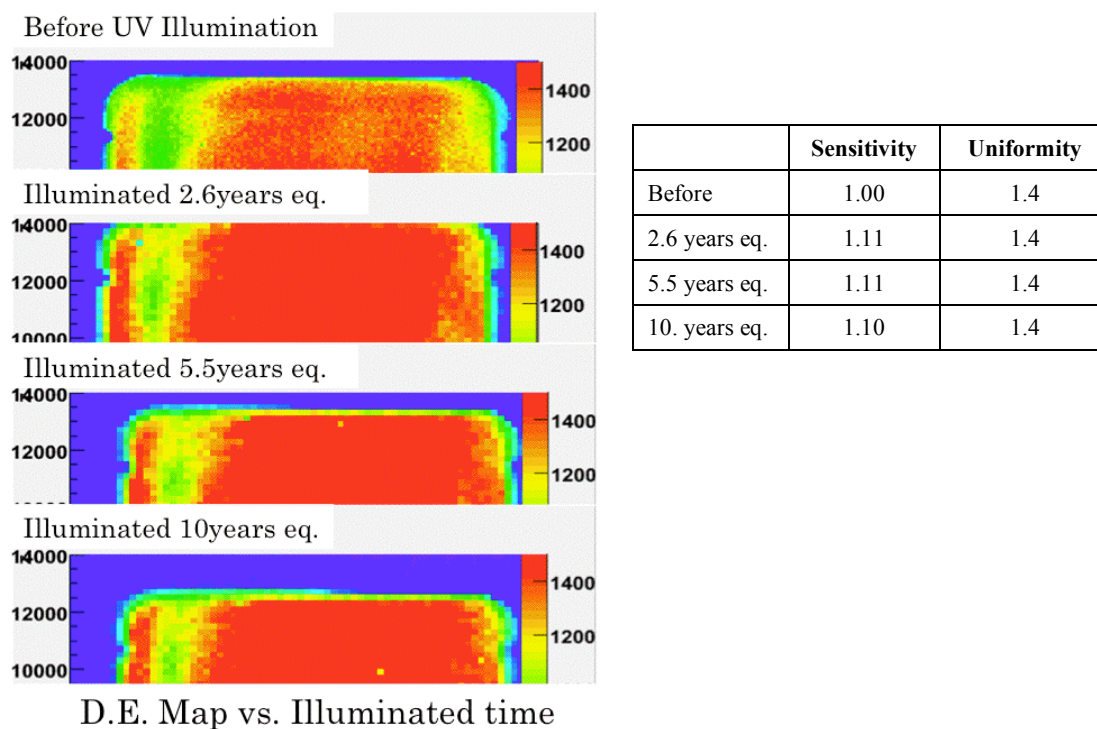 Before UV Illumination
14000
12000
1400
1200
Illuminated 2.6years eq.
14000
12000
10000
1400
1200
Illuminated 5.5years eq.
14000
12000
1400
1200
Illuminated 10years eq.
14000
12000
10000
1400
1200
D.E. Map vs. Illuminated time
Sensitivity Uniformity
Before 1.00 1.4
2.6 years eq. 1.11 1.4
5.5 years eq. 1.11 1.4
10. years eq. 1.10 1.4